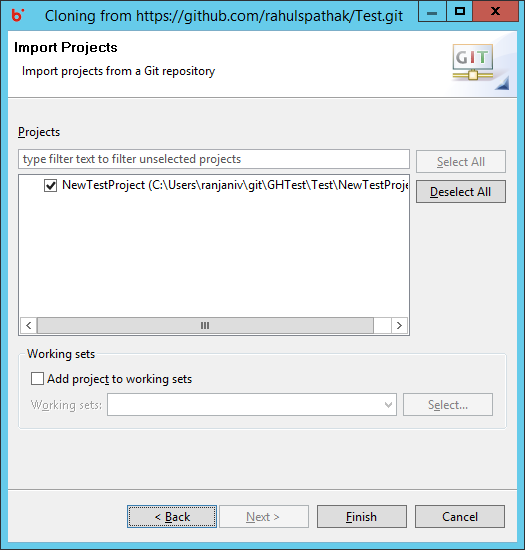 Cloning from https://github.com/rahulspathak/Test.git
Import Projects
Import projects from a Git repository
GIT
Projects
type filter text to filter unselected projects
Select All
NewTestProject (C:\Users\ranjaniv\git\GHTest\Test\NewTestProje
Deselect All
Working sets
Add project to working sets
Working sets:
Select...
< Back
Next >
Finish
Cancel